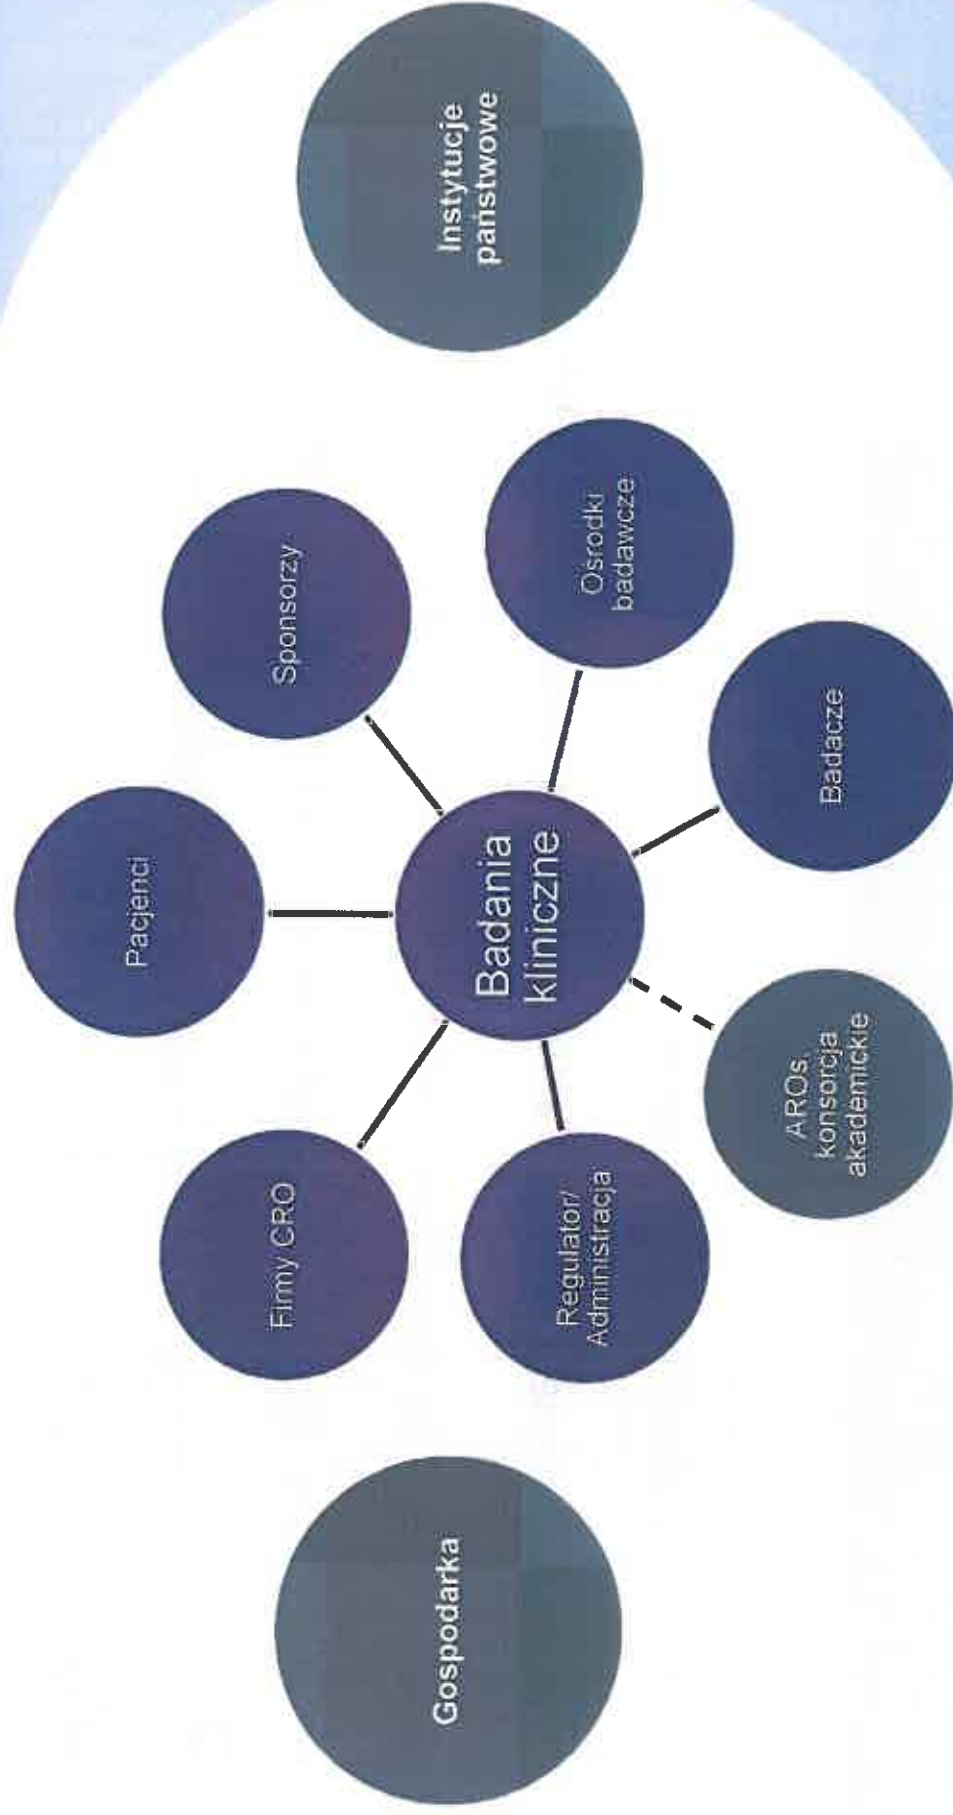 Pacjenci
Firmy CRO
Sponsorzy
Gospodarka
Instytucje
państwowe
Badania
kliniczne
Regulator/
Administracja
Ośrodki
badawcze
AROs,
konsorcja
akademickie
Badacze